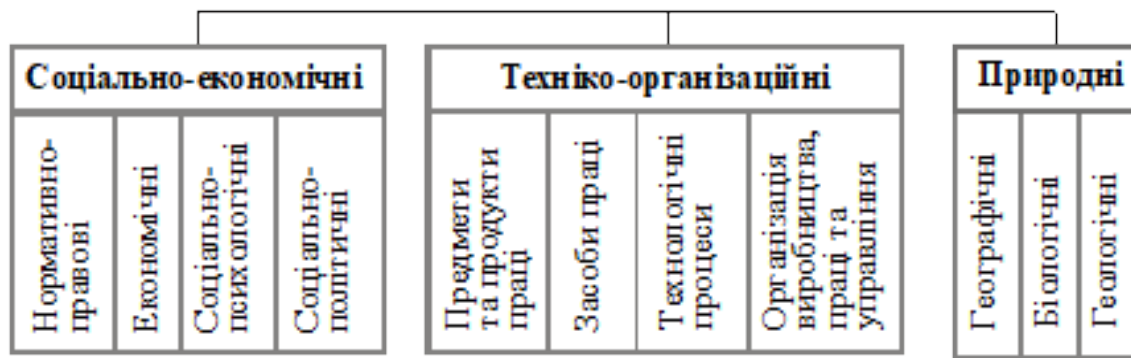 Соціально-економічні
Нормативно-
правові
Економічні
Соціально-
психологічні
Соціально-
політичні
Техніко-організаційні
Предмети
та продукти
праці
Засоби праці
Технологічні
процеси
Організація
виробництва,
праці та
управління
Природні
Географічні
Біологічні
Геологічні